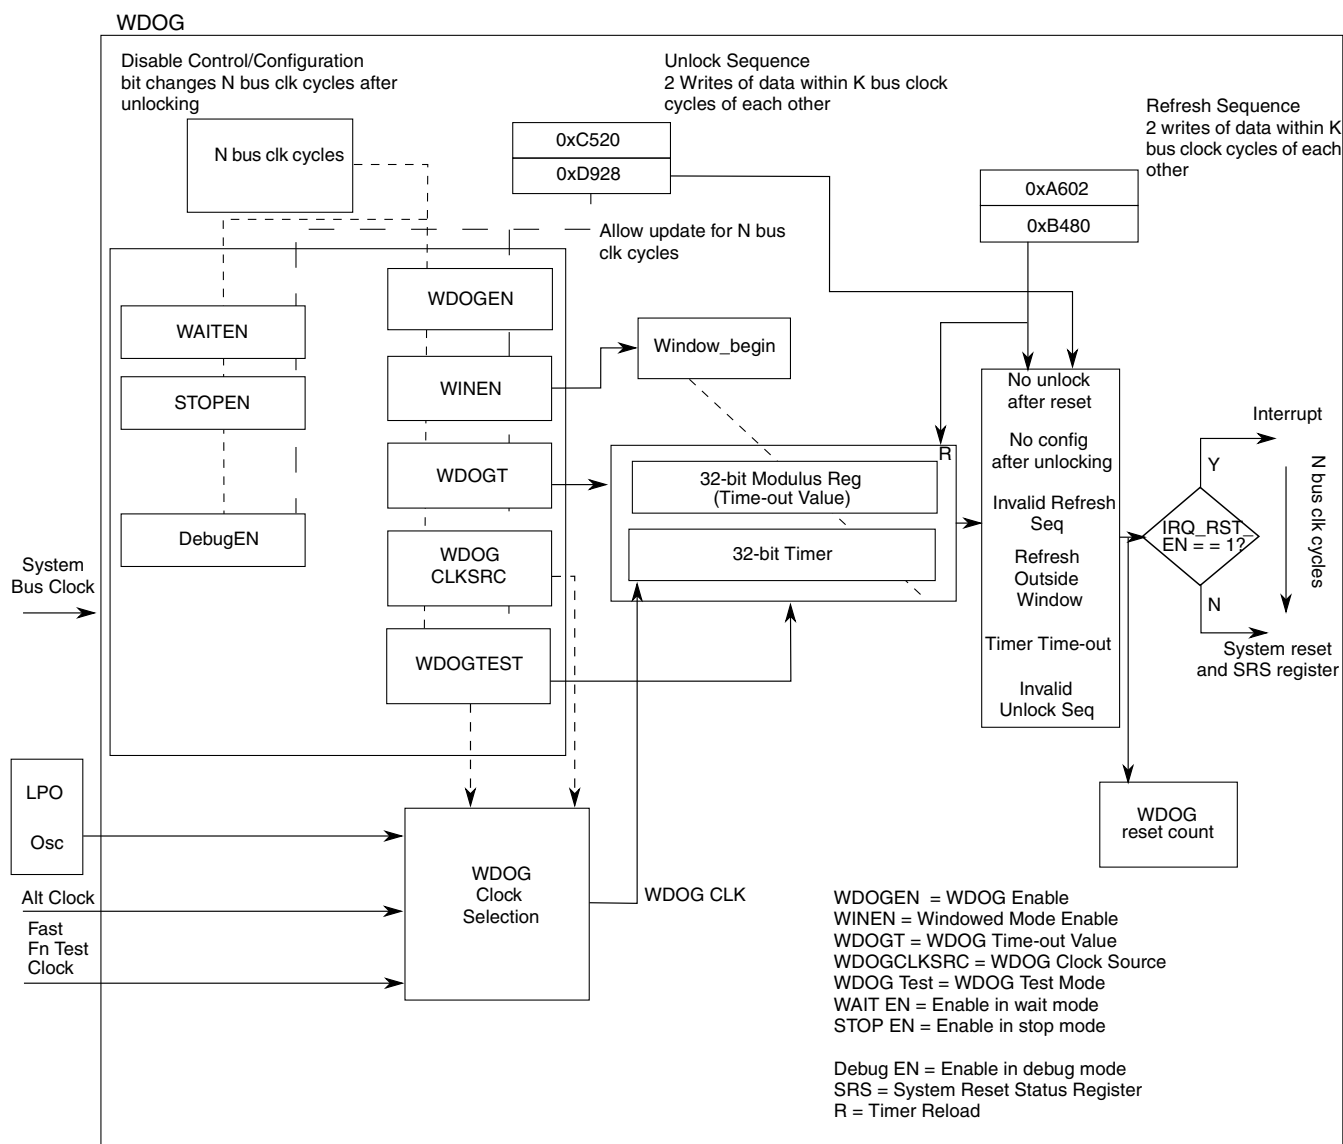 WDOG
Disable Control/Configuration
bit changes N bus clk cycles after
unlocking
Unlock Sequence
2 Writes of data within K bus clock
cycles of each other
Refresh Sequence
2 writes of data within K
bus clock cycles of each
other
N bus clk cycles
0xC520
0xD928
0xA602
0xB480
Allow update for N bus
clk cycles
WDOGEN
WAITEN
WINEN
STOPEN
WDOGT
DebugEN
WDOG
CLKSRC
WDOGTEST
Window_begin
R
32-bit Modulus Reg
(Time-out Value)
32-bit Timer
No unlock
after reset
No config
after unlocking
Invalid Refresh
Seq
Refresh
Outside
Window
Timer Time-out
Invalid
Unlock Seq
Interrupt
Y
IRQ_RST_
EN = = 1?
N
N bus clk cycles
System reset
and SRS register
System
Bus Clock
LPO
Osc
Alt Clock
Fast
Fn Test
Clock
WDOG
Clock
Selection
WDOG CLK
WDOG
reset count
WDOGEN = WDOG Enable
WINEN = Windowed Mode Enable
WDOGT = WDOG Time-out Value
WDOGCLKSRC = WDOG Clock Source
WDOG Test = WDOG Test Mode
WAIT EN = Enable in wait mode
STOP EN = Enable in stop mode
Debug EN = Enable in debug mode
SRS = System Reset Status Register
R = Timer Reload